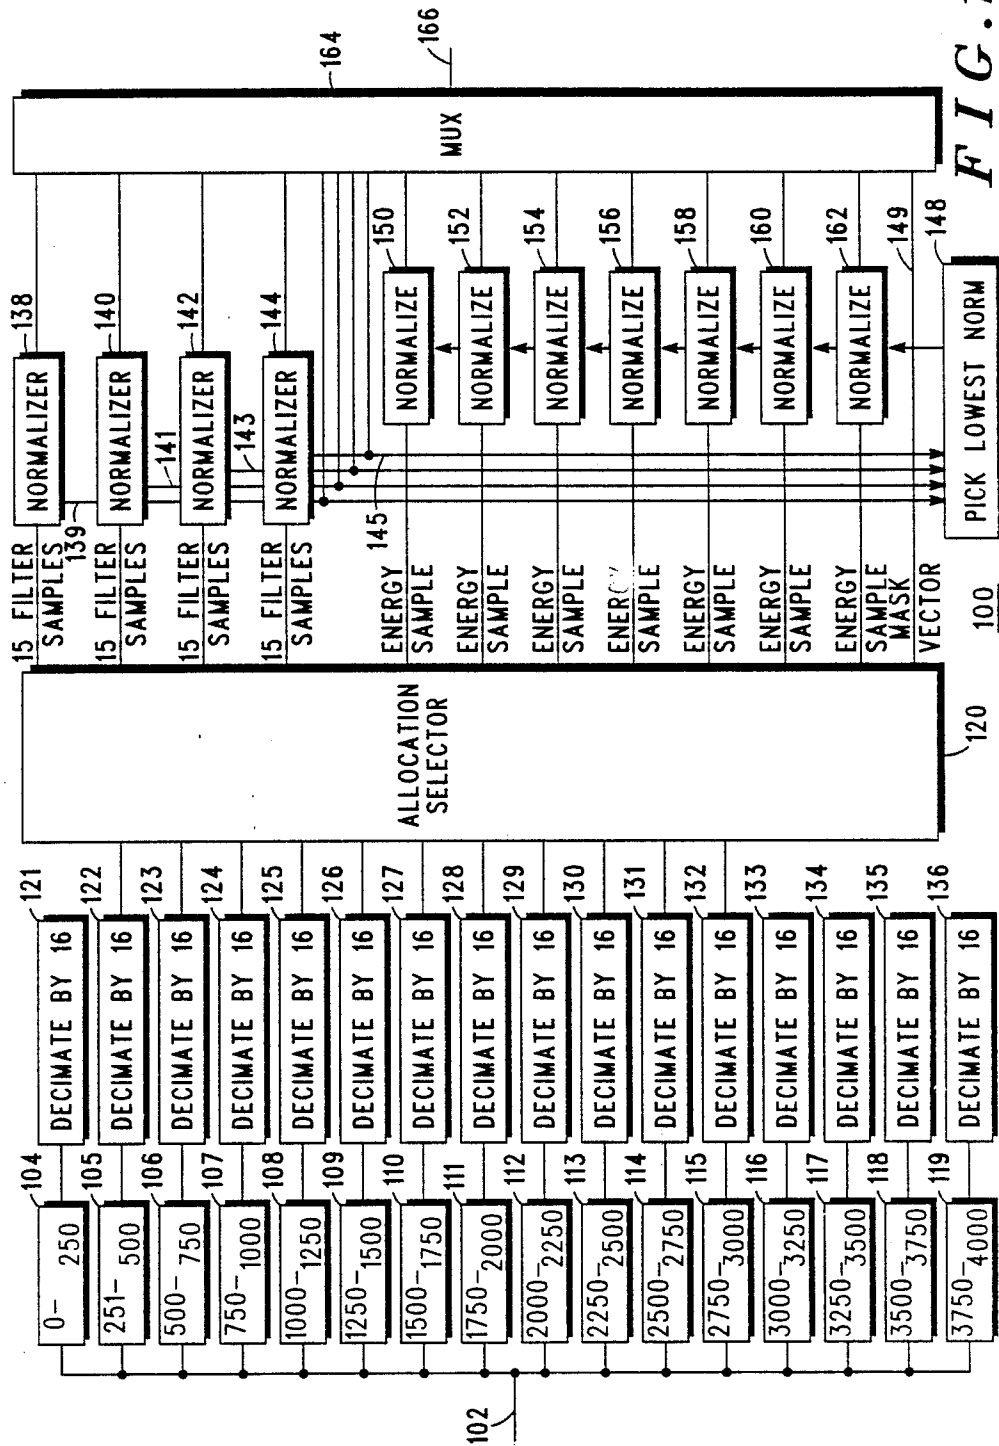 102
0-250
104
DECIMATE BY 16
121
251-500
105
DECIMATE BY 16
122
500-750
106
DECIMATE BY 16
123
750-1000
107
DECIMATE BY 16
124
1000-1250
108
DECIMATE BY 16
125
1250-1500
109
DECIMATE BY 16
126
1500-1750
110
DECIMATE BY 16
127
1750-2000
111
DECIMATE BY 16
128
2000-2250
112
DECIMATE BY 16
129
2250-2500
113
DECIMATE BY 16
130
2500-2750
114
DECIMATE BY 16
131
2750-3000
115
DECIMATE BY 16
132
3000-3250
116
DECIMATE BY 16
133
3250-3500
117
DECIMATE BY 16
134
3500-3750
118
DECIMATE BY 16
135
3750-4000
119
DECIMATE BY 16
136
ALLOCATION
SELECTOR
120
15 FILTER
SAMPLES
139
NORMALIZER
138
15 FILTER
SAMPLES
141
NORMALIZER
140
15 FILTER
SAMPLES
143
NORMALIZER
142
15 FILTER
SAMPLES
145
NORMALIZER
144
ENERGY
SAMPLE
NORMALIZE
150
ENERGY
SAMPLE
NORMALIZE
152
ENERGY
SAMPLE
NORMALIZE
154
ENERGY
SAMPLE
NORMALIZE
156
ENERGY
SAMPLE
NORMALIZE
158
ENERGY
SAMPLE
NORMALIZE
160
ENERGY
SAMPLE
NORMALIZE
162
MASK
VECTOR
149
PICK LOWEST NORM
148
MUX
164
166
100
FIG.